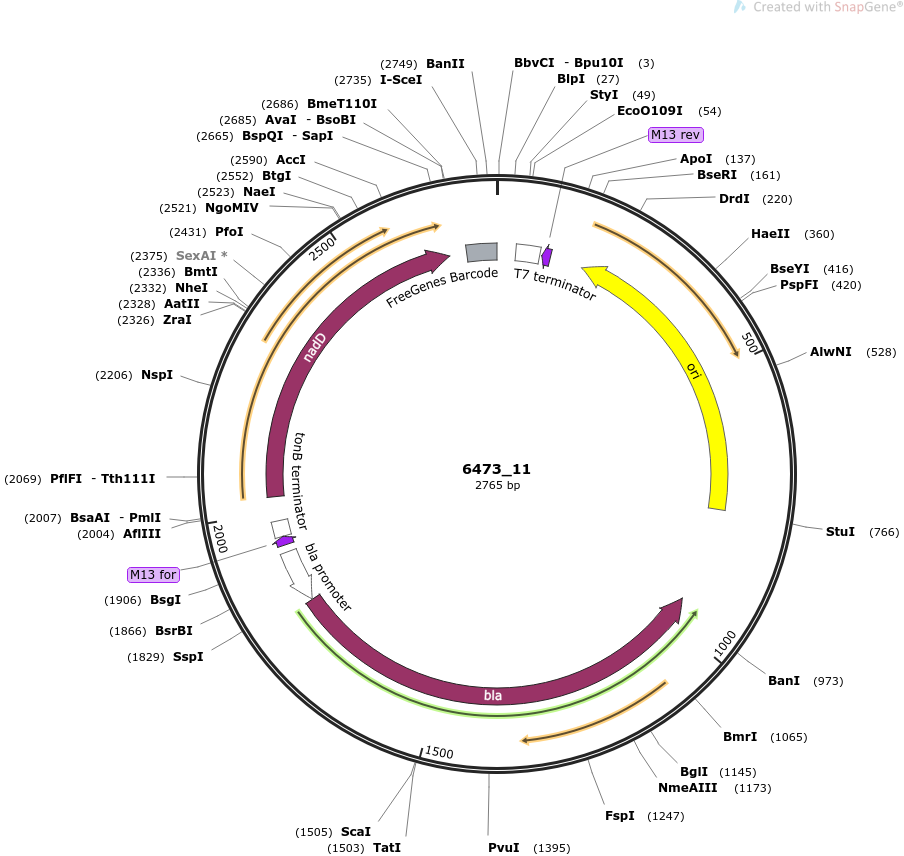 Created with SnapGene®
(2749) BanII
(2735) I-SceI
(2686) BmeT110I
(2685) AvaI - BsoBI
(2665) BspQI - SapI
(2590) AccI
(2552) BtgI
(2523) NaeI
(2521) NgoMIV
(2431) PfoI
(2375) SexAI *
(2336) BmtI
(2332) NheI
(2328) AatII
(2326) ZraI
(2206) NspI
(2069) PflFI - Tth111I
(2007) BsaAI - PmlI
(2004) AflIII
M13 for
(1906) BsgI
(1866) BsrBI
(1829) SspI
(1505) ScaI
(1503) TatI
BbvCI - Bpu10I (3)
BlpI (27)
StyI (49)
EcoO109I (54)
M13 rev
ApoI (137)
BseRI (161)
DrdI (220)
HaeII (360)
BseYI (416)
PspFI (420)
AlwNI (528)
StuI (766)
BanI (973)
BmrI (1065)
BglI (1145)
NmeAIII (1173)
FspI (1247)
PvuI (1395)
500
1000
1500
2000
2500
FreeGenes Barcode
T7 terminator
nadD
ori
tonB terminator
bla promoter
bla
6473_11
2765 bp